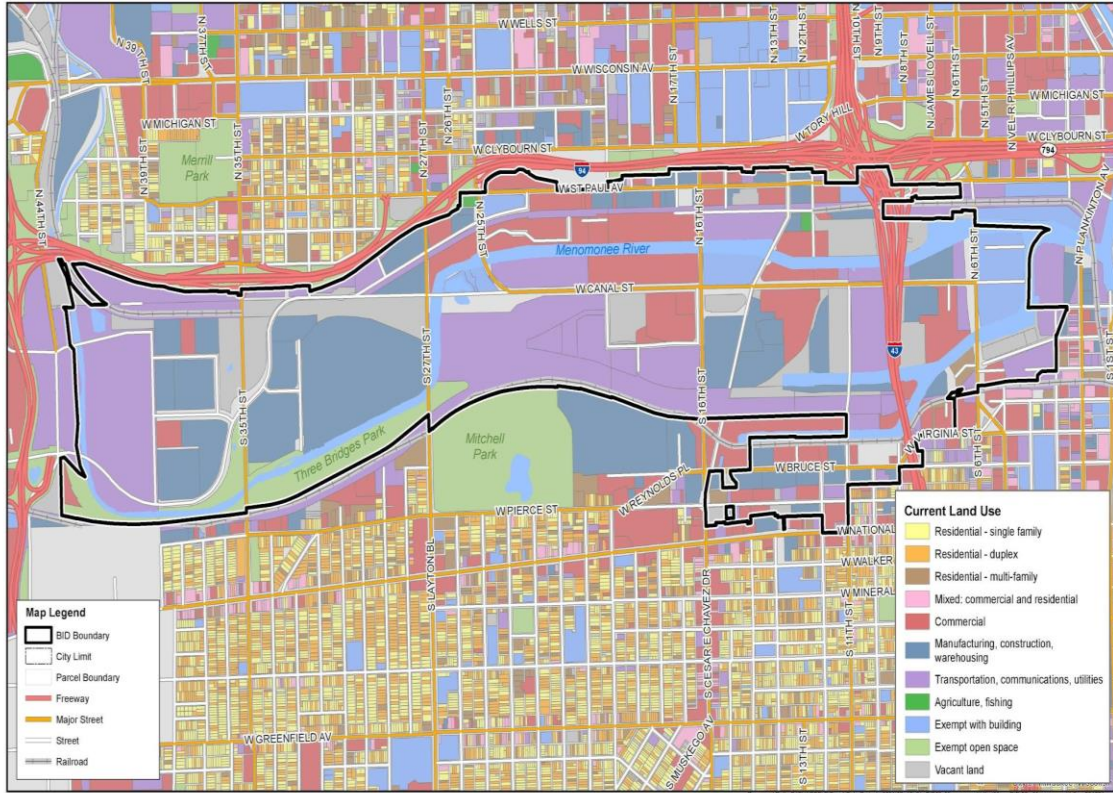 W WELLS ST
N 39TH ST
N 37TH ST
N 13TH ST
N 12TH ST
N 10TH ST
N 9TH ST
N 8TH ST
N JAMES LOVELL ST
N 6TH ST
N 5TH ST
N VEL R PHILLIPS AV
W WISCONSIN AV
N 17TH ST
W MICHIGAN ST
W MICHIGAN ST
N 26TH ST
N 27TH ST
N 35TH ST
N 39TH ST
Merrill
Park
W TORY HILL
W CLYBOURN ST
W CLYBOURN ST
794
94
W ST PAUL AV
N 44TH ST
N 25TH ST
N 16TH ST
N PLANKINTON AV
N 6TH ST
Menomonee River
W CANAL ST
S 27TH ST
S 35TH ST
S 16TH ST
43
S 1ST ST
Three Bridges Park
Mitchell
Park
W VIRGINIA ST
S 6TH ST
W BRUCE ST
W REYNOLDS PL
W PIERCE ST
W NATIONAL
S LAYTON BL
W WALKER
W MINERAL
S CESAR E CHAVEZ DR
S 11TH ST
W GREENFIELD AV
S MUSKEGO AV
S 13TH ST
Map Legend
BID Boundary
City Limit
Parcel Boundary
Freeway
Major Street
Street
Railroad
Current Land Use
Residential - single family
Residential - duplex
Residential - multi-family
Mixed: commercial and residential
Commercial
Manufacturing, construction,
warehousing
Transportation, communications, utilities
Agriculture, fishing
Exempt with building
Exempt open space
Vacant land